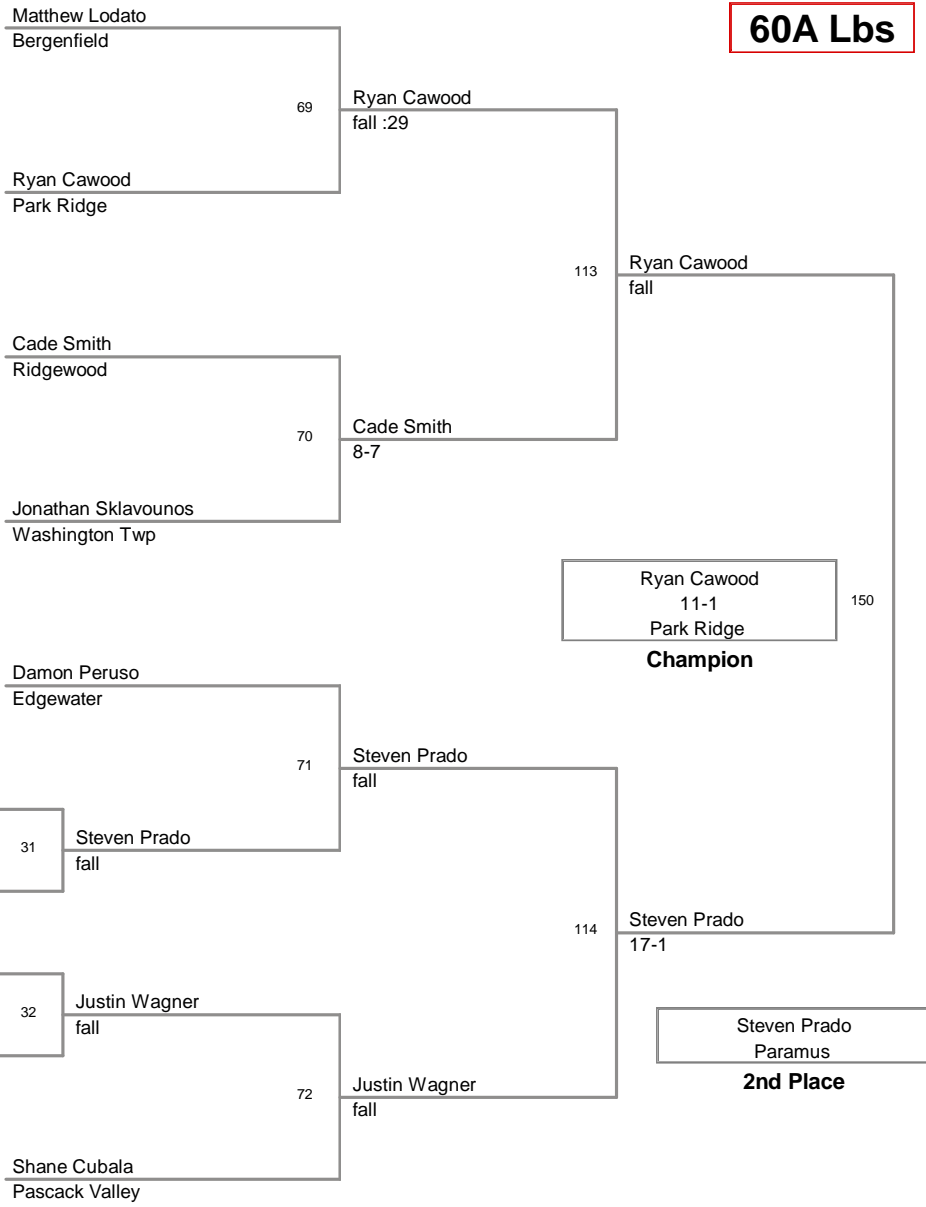 Matthew Lodato
60A Lbs
Bergenfield
69
Ryan Cawood
fall :29
Ryan Cawood
Park Ridge
113
Ryan Cawood
fall
Cade Smith
Ridgewood
70
Cade Smith
8-7
Jonathan Sklavounos
Washington Twp
Ryan Cawood
11-1
Park Ridge
150
Champion
Damon Peruso
Edgewater
71
Steven Prado
fall
31
Steven Prado
fall
114
Steven Prado
17-1
32
Justin Wagner
fall
Steven Prado
Paramus
2nd Place
72
Justin Wagner
fall
Shane Cubala
Pascack Valley